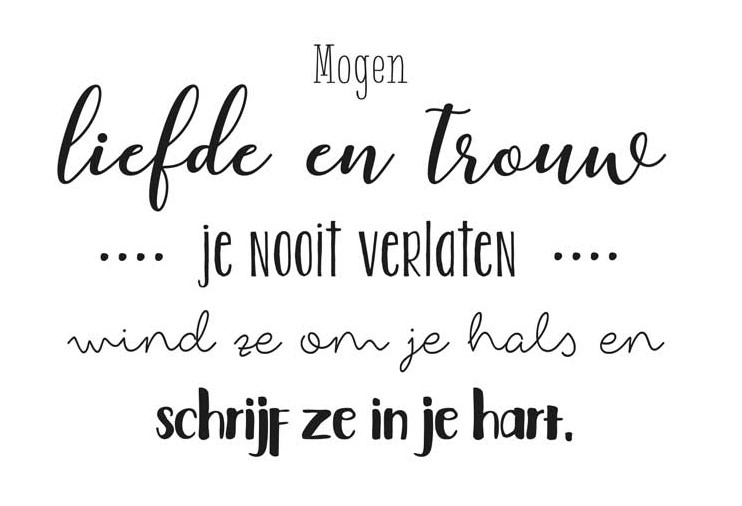 Mogen
liefde en trouw
.... je nooit verlaten ....
wind ze om je hals en
schrijf ze in je hart.